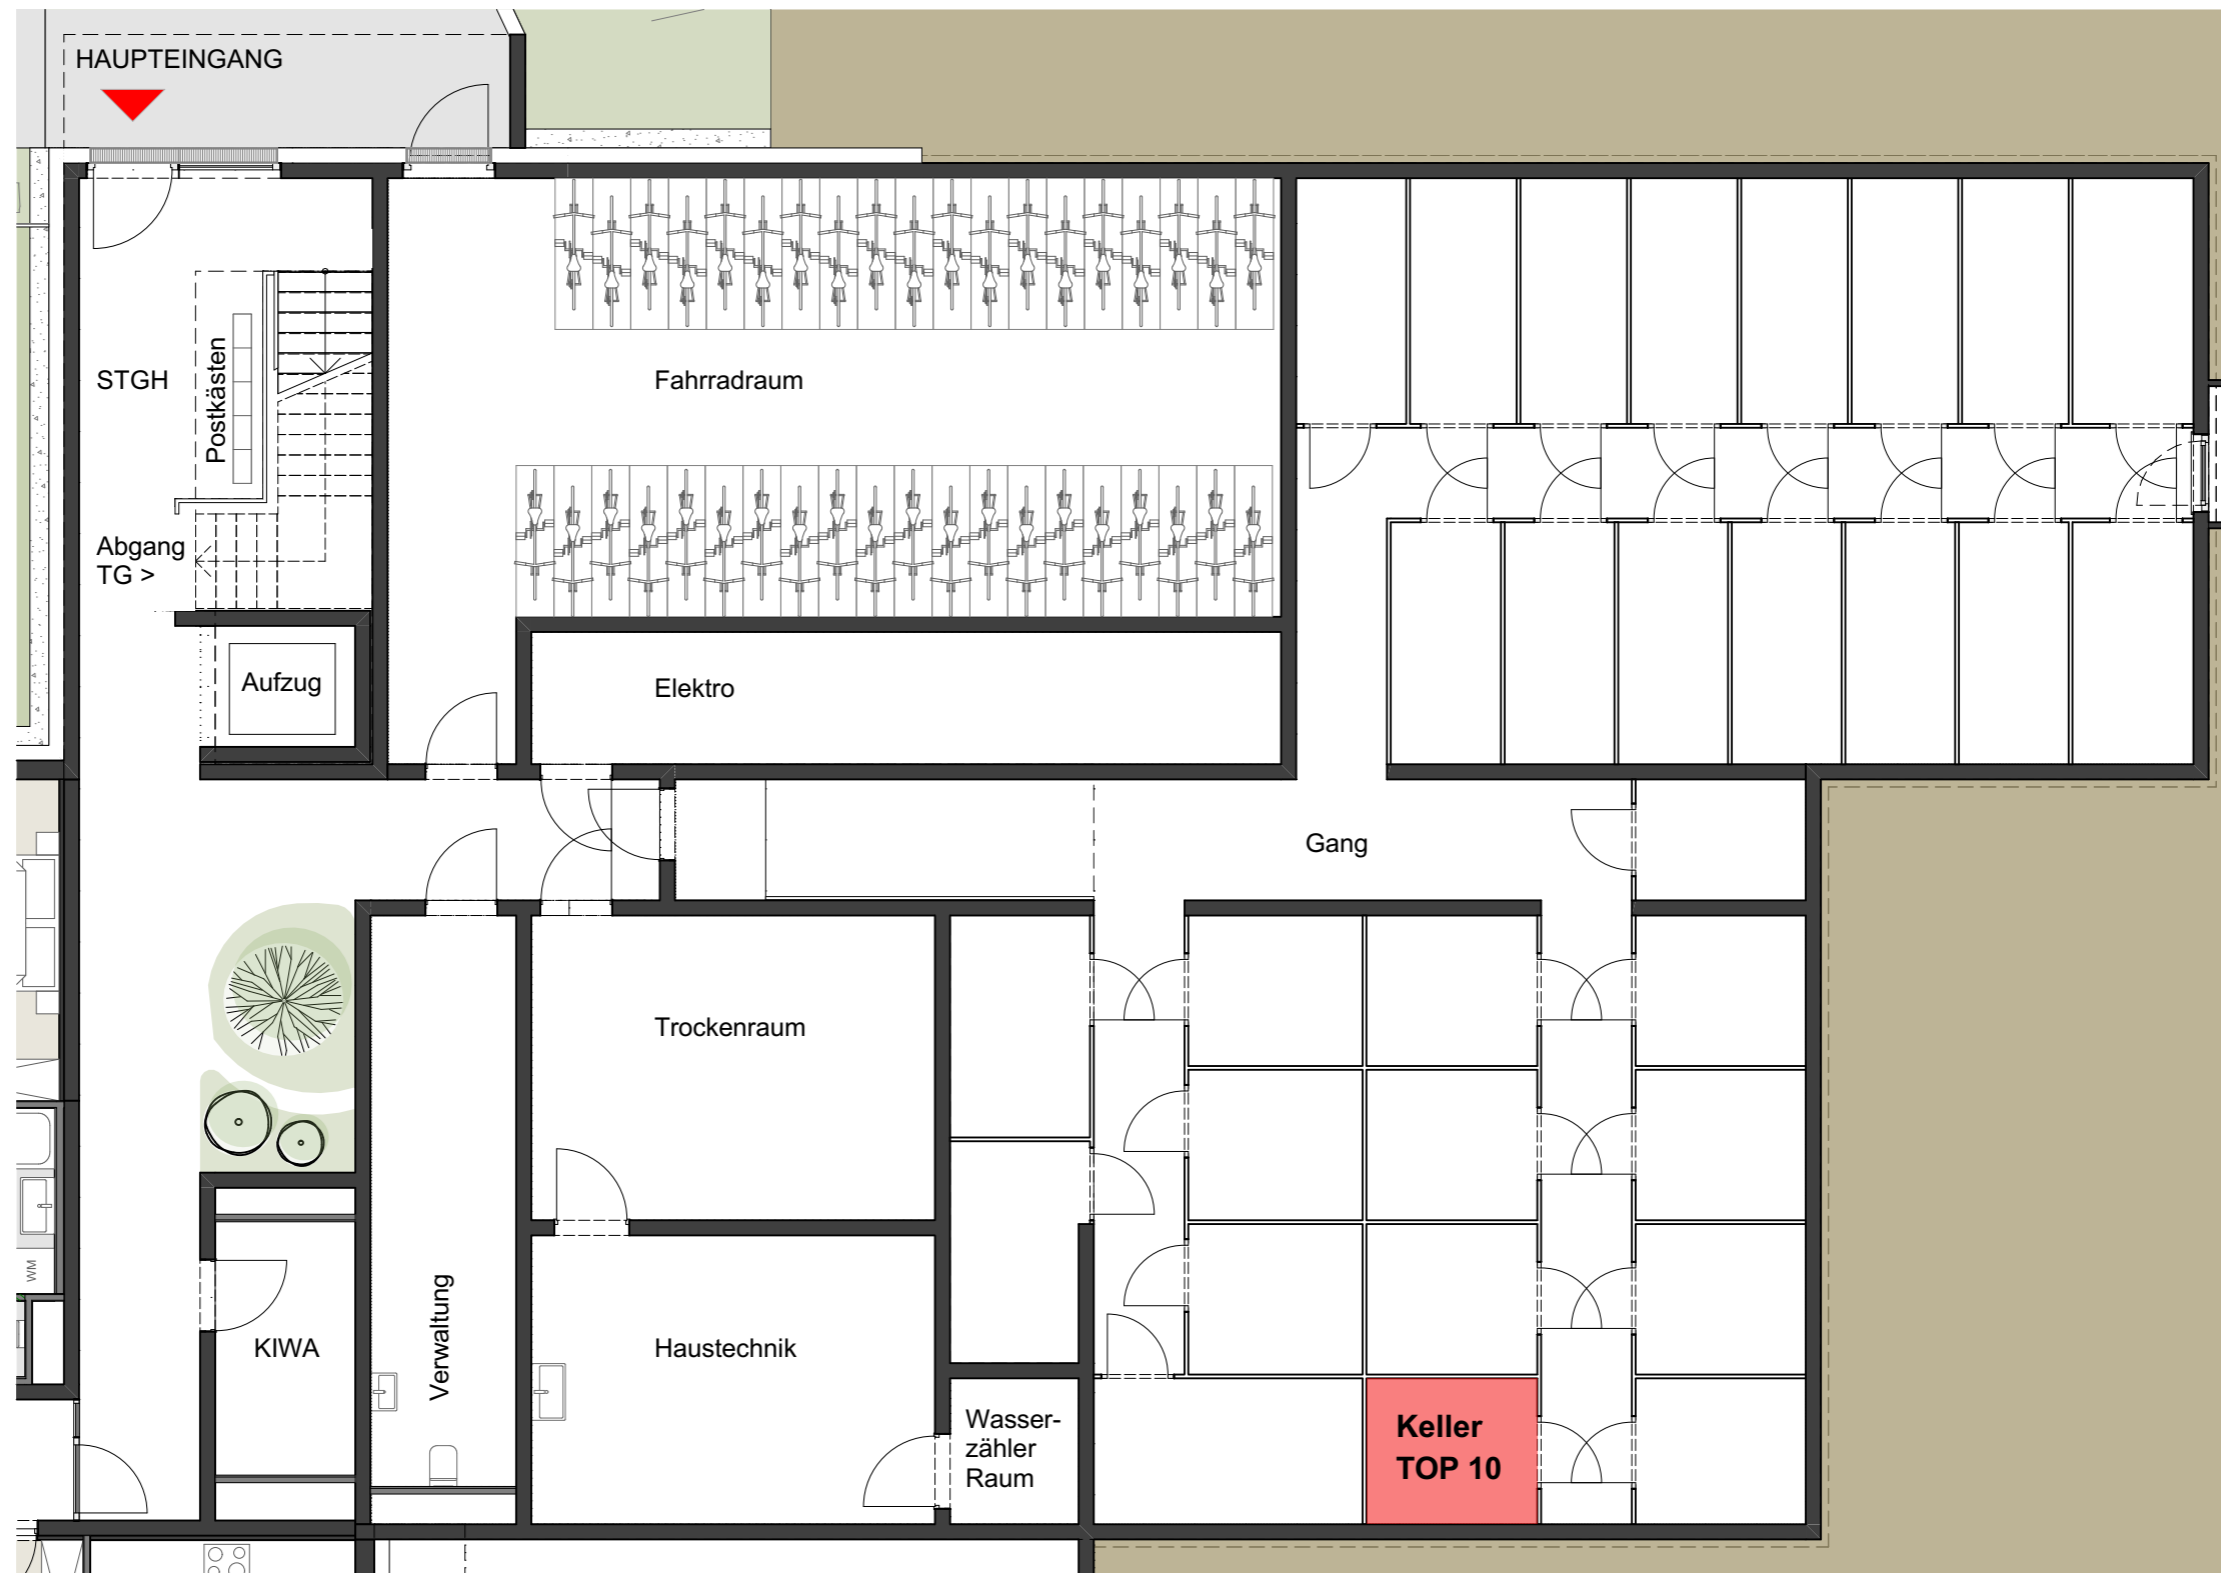 HAUPTEINGANG
STGH
Postkästen
Fahrradraum
Abgang
TG >
Aufzug
Elektro
Gang
Trockenraum
WM
KIWA
Verwaltung
Haustechnik
Wasser-
zähler
Raum
Keller
TOP 10